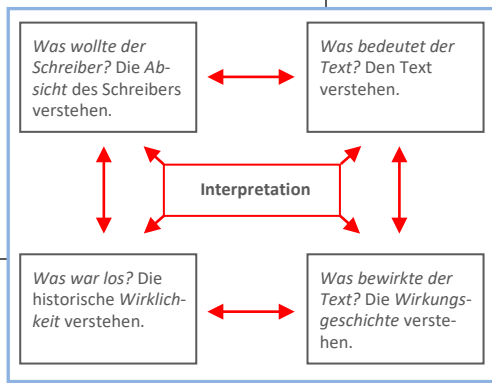 Was wollte der
Schreiber? Die Ab-
sicht des Schreibers
verstehen.
Was bedeutet der
Text? Den Text
verstehen.
Interpretation
Was war los? Die
historische Wirklich-
keit verstehen.
Was bewirkte der
Text? Die Wirkungs-
geschichte verste-
hen.